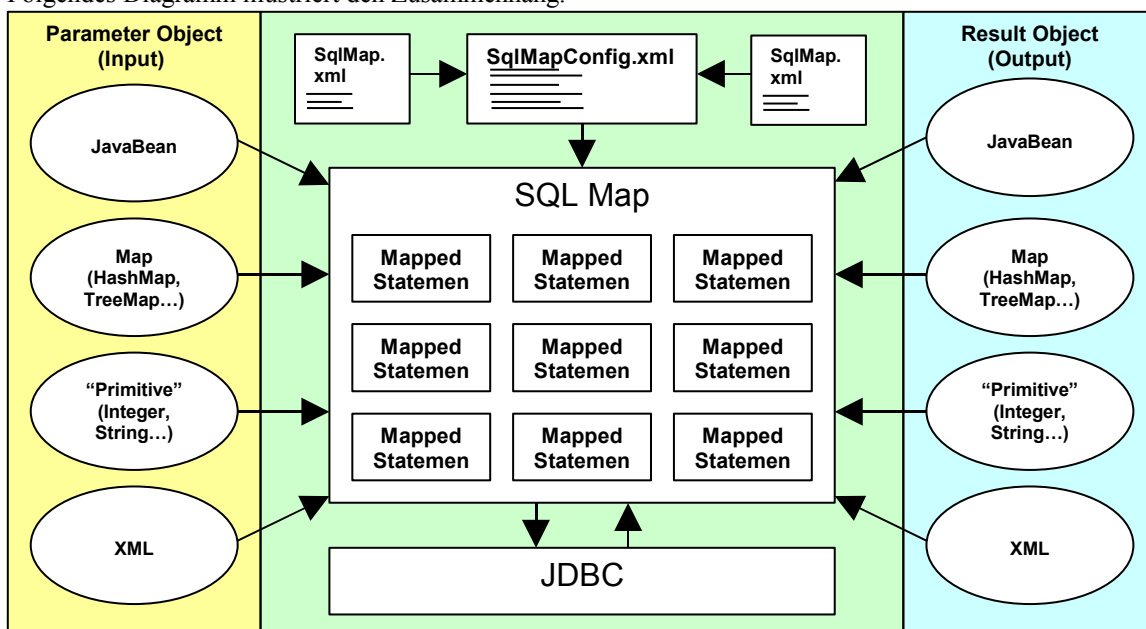 Folgendes Diagramm illustriert den Zusammenhang:
Parameter Object
(Input)
JavaBean
Map
(HashMap,
TreeMap…)
“Primitive”
(Integer,
String…)
XML
SqlMap.
xml
SqlMapConfig.xml
SqlMap.
xml
SQL Map
Mapped
Statemen
Mapped
Statemen
Mapped
Statemen
Mapped
Statemen
Mapped
Statemen
Mapped
Statemen
Mapped
Statemen
Mapped
Statemen
Mapped
Statemen
JDBC
Result Object
(Output)
JavaBean
Map
(HashMap,
TreeMap…)
“Primitive”
(Integer,
String…)
XML